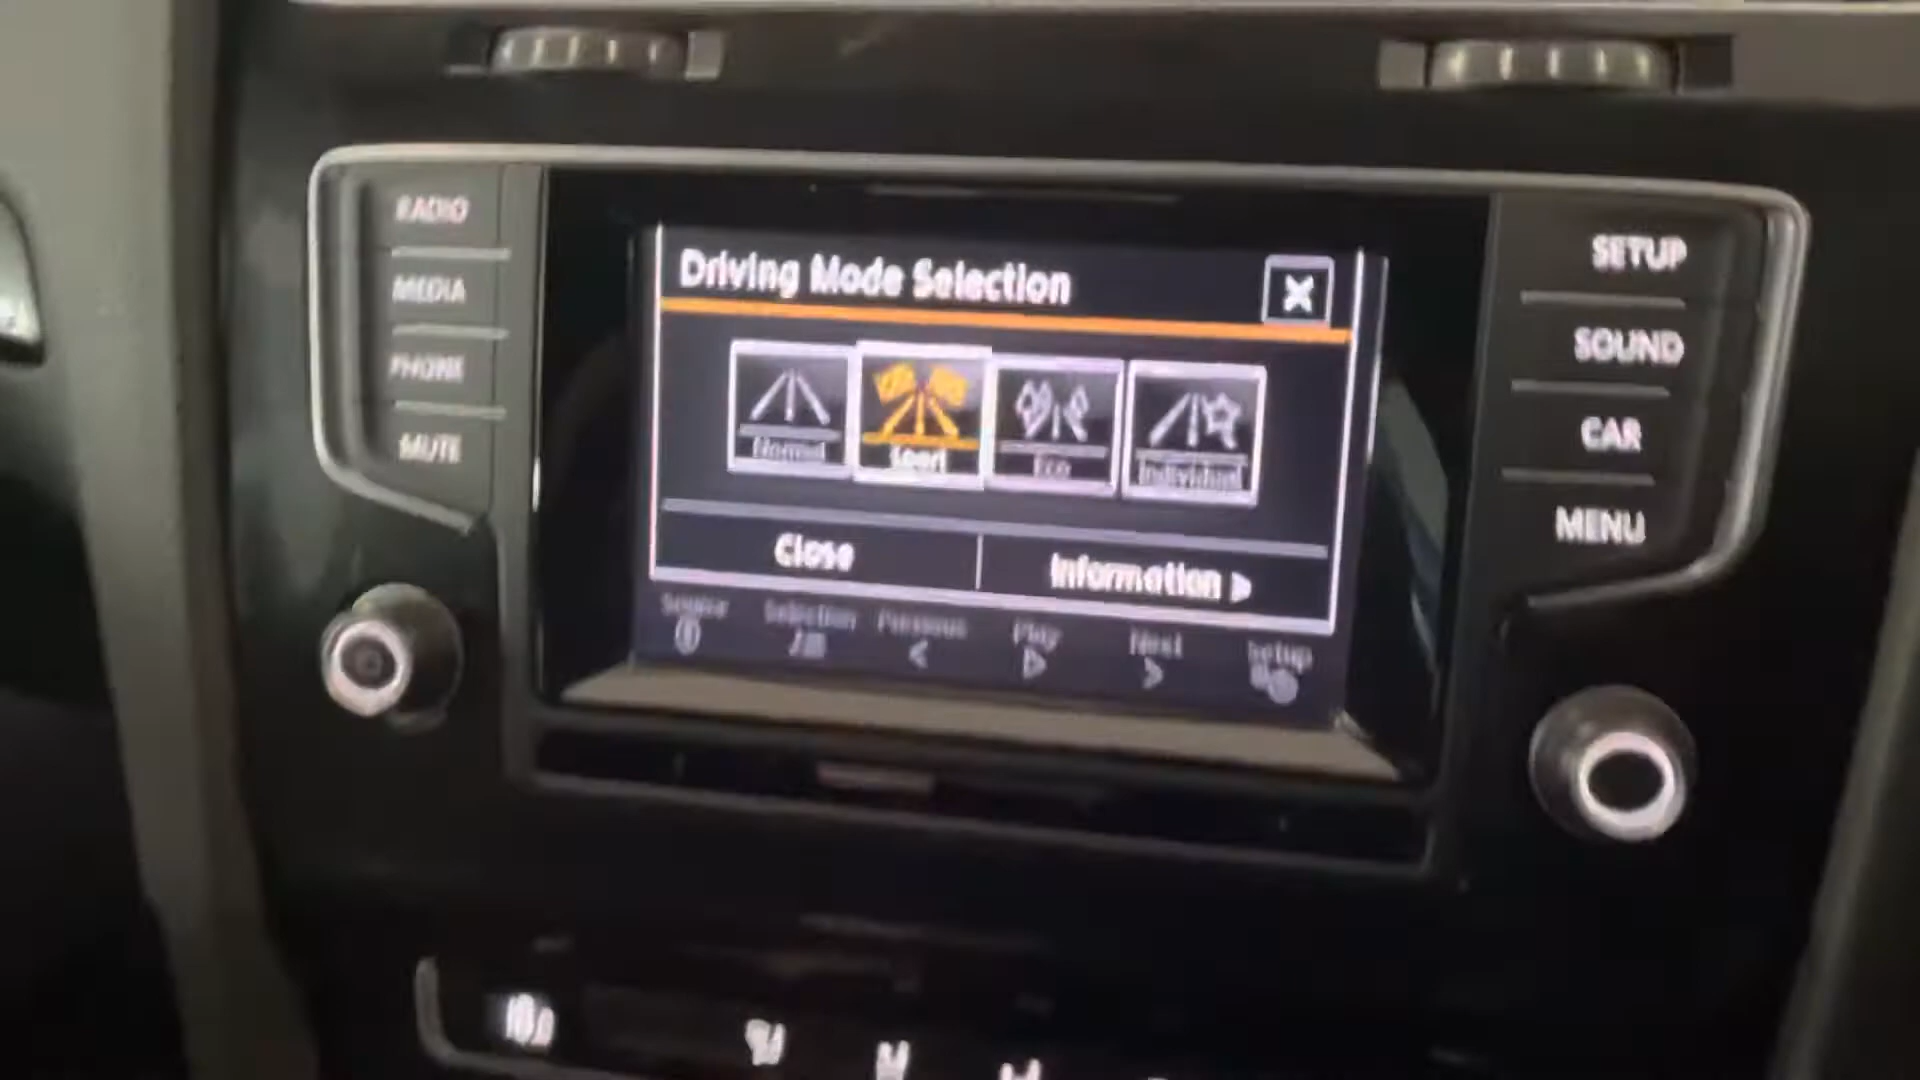 RADIO
MEDIA
PHONE
MUTE
Driving Mode Selection
Normal
Sport
Eco
Individual
Close
Information
Source
Selection
Previous
Play
Next
Setup
SETUP
SOUND
CAR
MENU